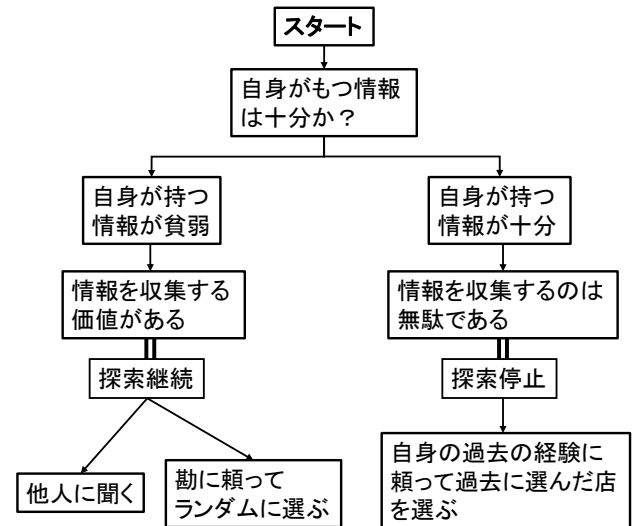 スタート
自身がもつ情報
は十分か？
自身が持つ
情報が貧弱
自身が持つ
情報が十分
情報を収集する
価値がある
情報を収集するのは
無駄である
探索継続
探索停止
他人に聞く
勘に頼って
ランダムに選ぶ
自身の過去の経験に
頼って過去に選んだ店
を選ぶ